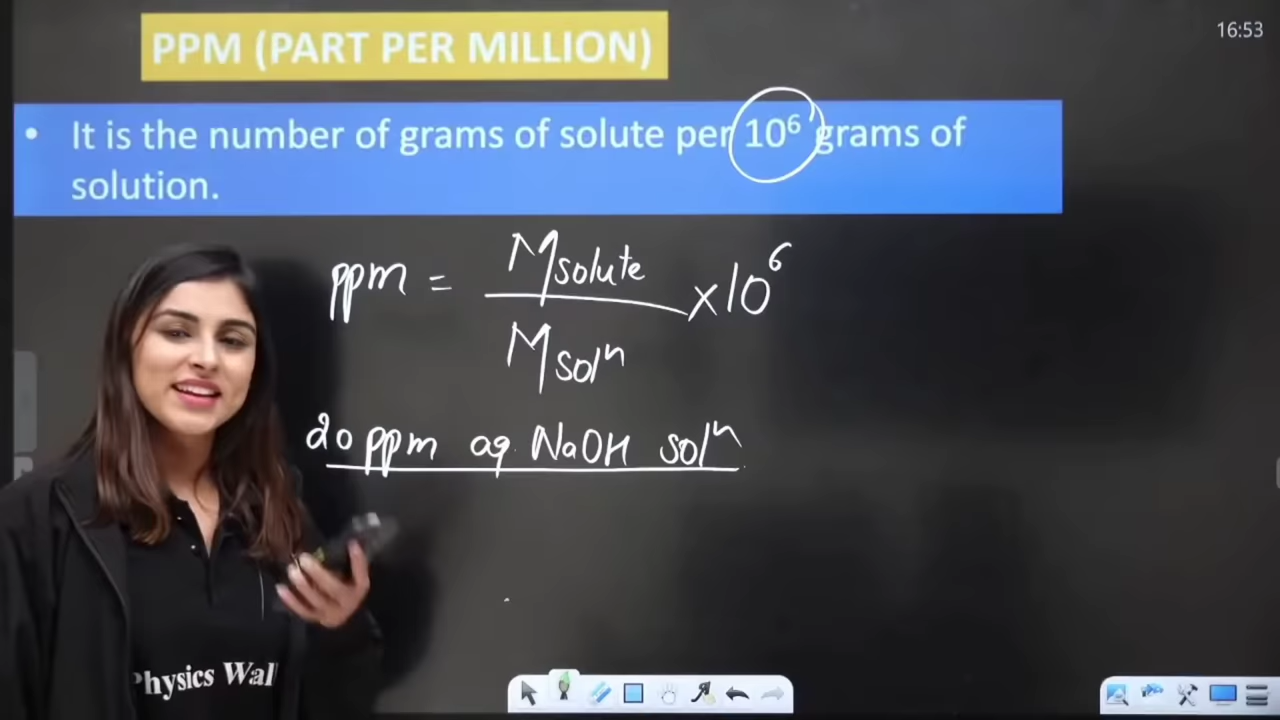 PPM (PART PER MILLION)
16:53
• It is the number of grams of solute per 10⁶ grams of
solution.
ppm = Msolute / Msolⁿ ×10⁶
20 ppm aq. NaOH solⁿ
Physics Wall